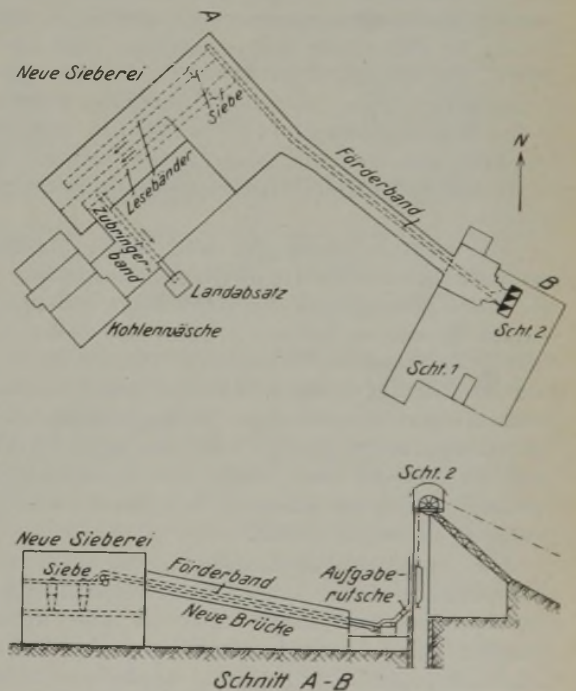 A
Neue Sieberei
Siebe
N
Lesebänder
Förderband
Zubringer
band
B
Landabsatz
Scht. 2
Kohlenwäsche
Scht. 1
Scht. 2
Neue Sieberei
Siebe
Förderband
Aufgabe-
rutsche
Neue Brücke
Schnitt A-B